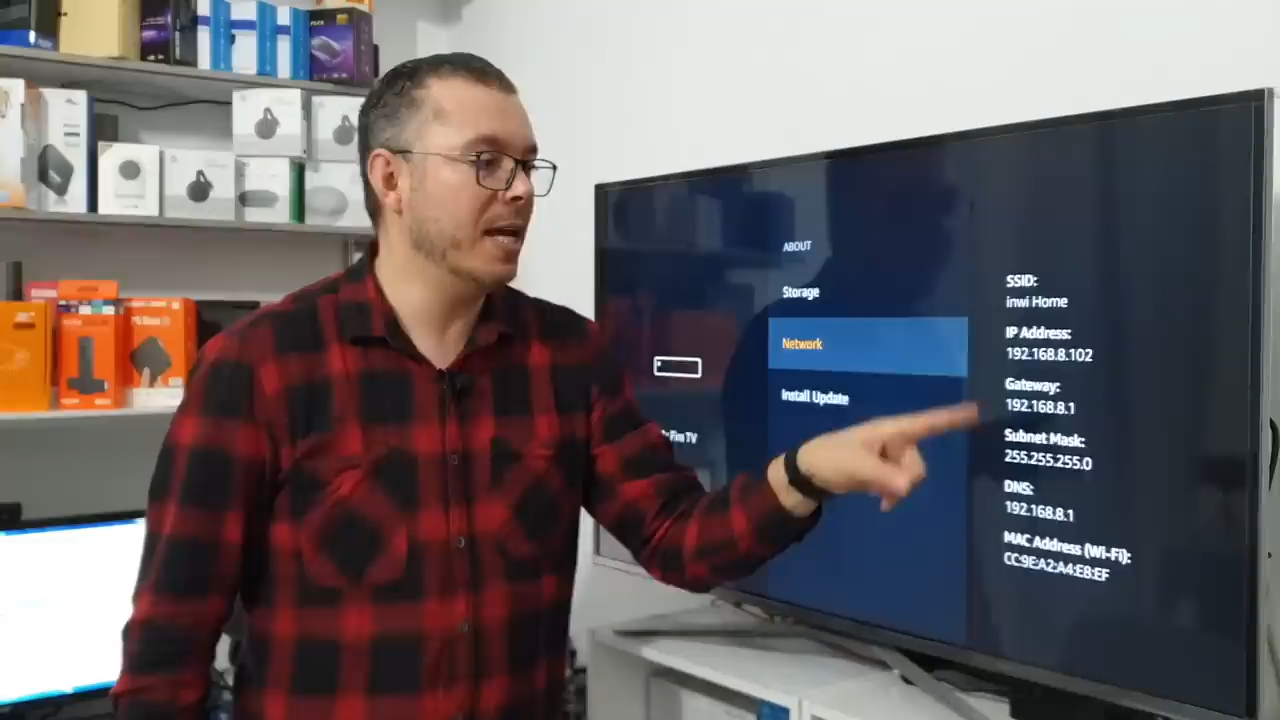 ABOUT
Storage
Network
Install Update
Fire TV
SSID:
inwi Home
IP Address:
192.168.8.102
Gateway:
192.168.8.1
Subnet Mask:
255.255.255.0
DNS:
192.168.8.1
MAC Address (Wi-Fi):
CC:9E:A2:A4:E8:EF